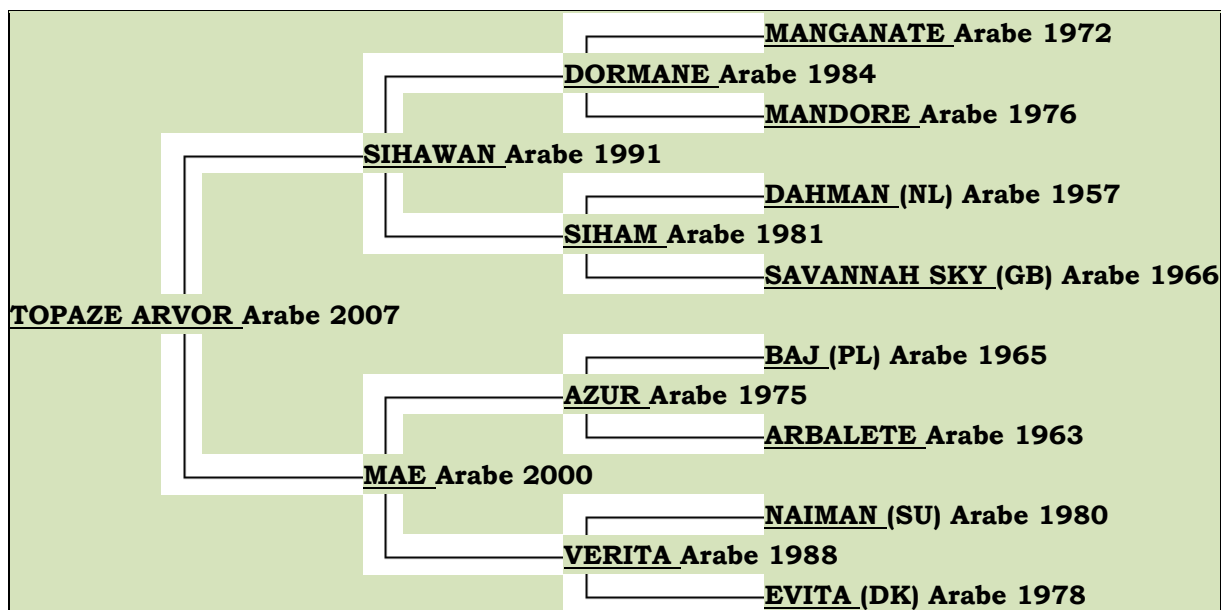 MANGANATE Arabe 1972
DORMANE Arabe 1984
MANDORE Arabe 1976
SIHAWAN Arabe 1991
DAHMAN (NL) Arabe 1957
SIHAM Arabe 1981
SAVANNAH SKY (GB) Arabe 1966
TOPAZE ARVOR Arabe 2007
BAJ (PL) Arabe 1965
AZUR Arabe 1975
ARBALETE Arabe 1963
MAE Arabe 2000
NAIMAN (SU) Arabe 1980
VERITA Arabe 1988
EVITA (DK) Arabe 1978